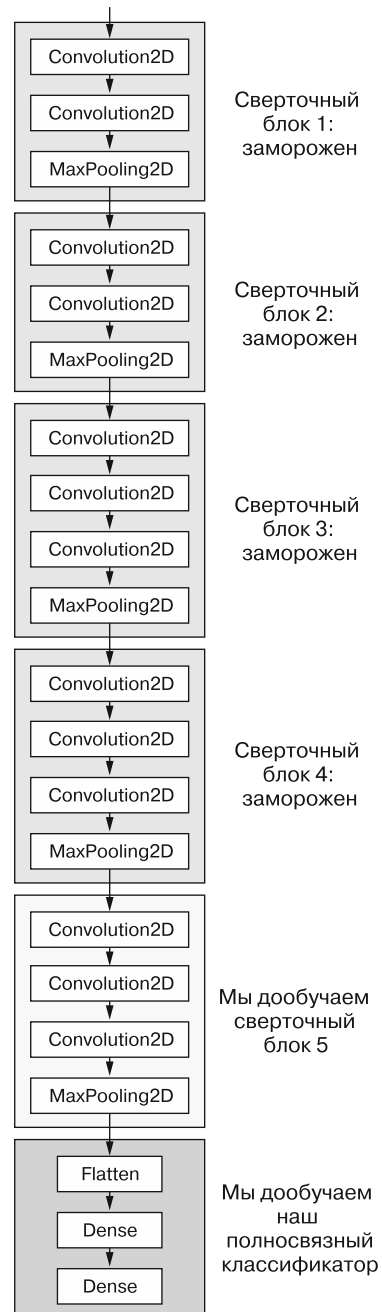 Convolution2D
Convolution2D
MaxPooling2D
Сверточный
блок 1:
заморожен
Convolution2D
Convolution2D
MaxPooling2D
Сверточный
блок 2:
заморожен
Convolution2D
Convolution2D
Convolution2D
MaxPooling2D
Сверточный
блок 3:
заморожен
Convolution2D
Convolution2D
Convolution2D
MaxPooling2D
Сверточный
блок 4:
заморожен
Convolution2D
Convolution2D
Convolution2D
MaxPooling2D
Мы дообучаем
сверточный
блок 5
Flatten
Dense
Dense
Мы дообучаем
наш
полносвязный
классификатор